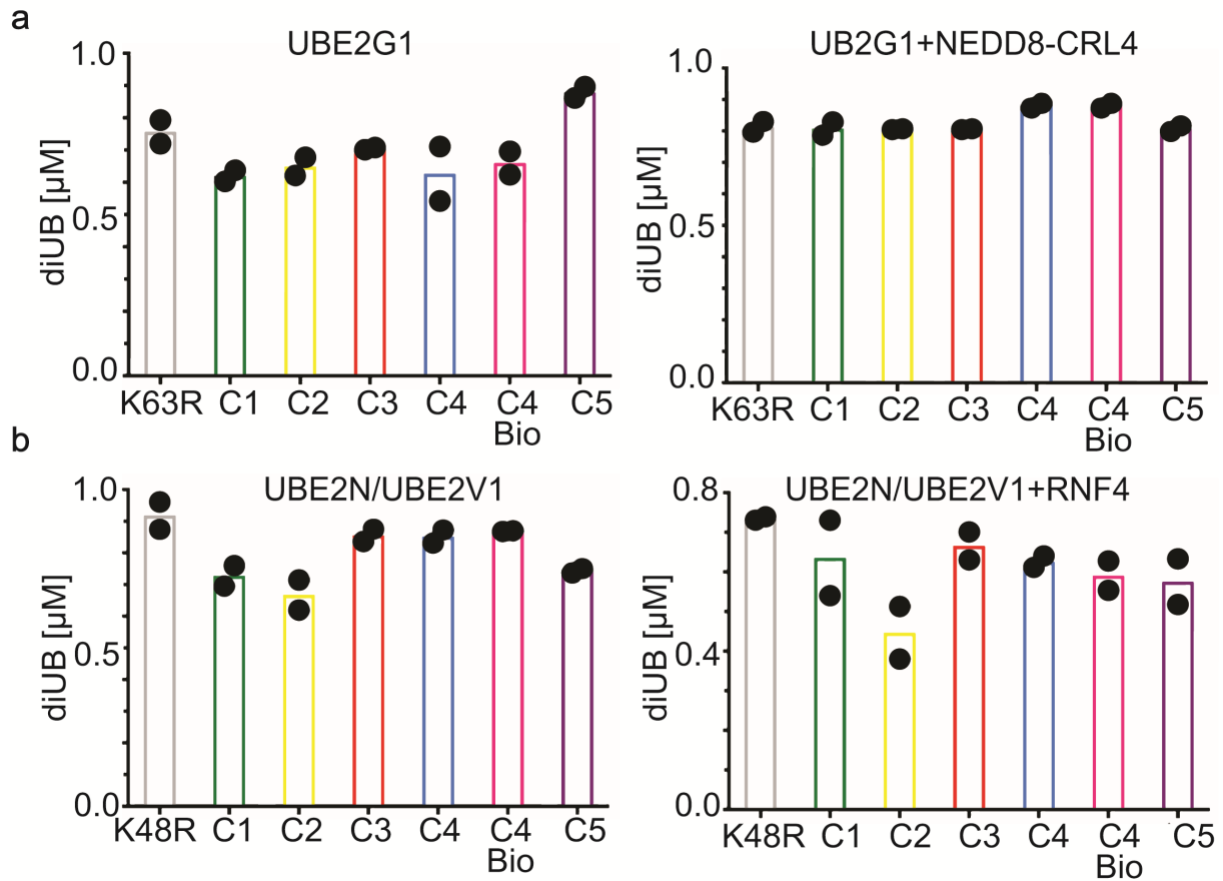 a
UBE2G1
diUB [µM]
1.0
0.5
0.0
K63R C1 C2 C3 C4 C4 C5
Bio
UB2G1+NEDD8-CRL4
diUB [µM]
1.0
0.5
0.0
K63R C1 C2 C3 C4 C4 C5
Bio
b
UBE2N/UBE2V1
diUB [µM]
1.0
0.5
0.0
K48R C1 C2 C3 C4 C4 C5
Bio
UBE2N/UBE2V1+RNF4
diUB [µM]
0.8
0.4
0.0
K48R C1 C2 C3 C4 C4 C5
Bio